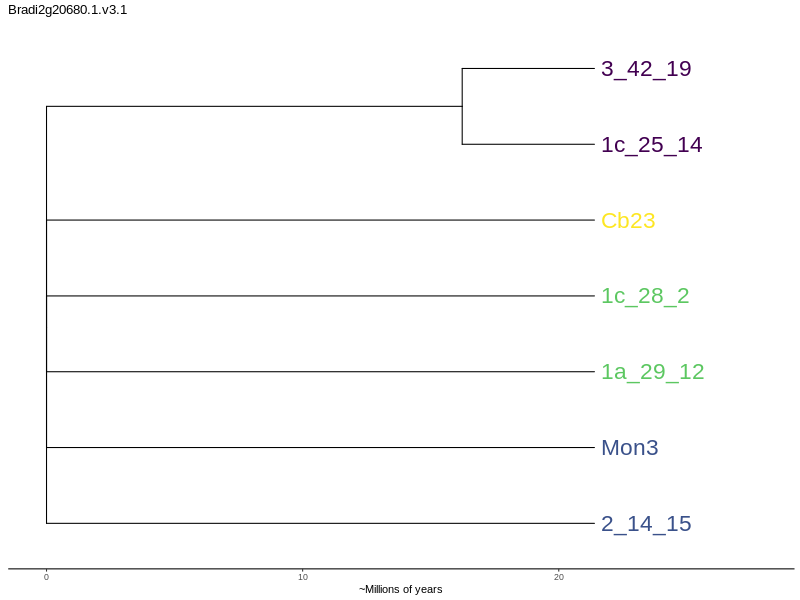 Bradi2g20680.1.v3.1
3_42_19
1c_25_14
Cb23
1c_28_2
1a_29_12
Mon3
2_14_15
0 10 20
~Millions of years